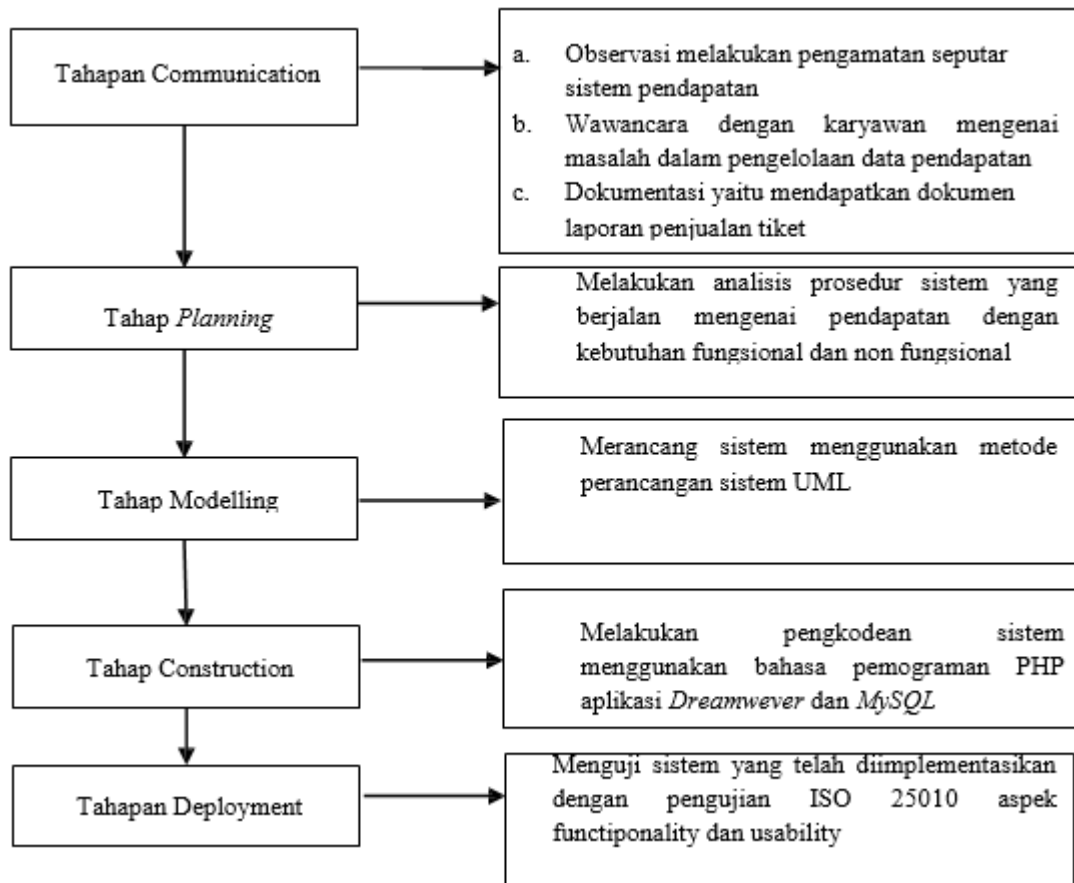 Tahapan Communication
a. Observasi melakukan pengamatan seputar
sistem pendapatan
b. Wawancara dengan karyawan mengenai
masalah dalam pengelolaan data pendapatan
c. Dokumentasi yaitu mendapatkan dokumen
laporan penjualan tiket
Tahap Planning
Melakukan analisis prosedur sistem yang
berjalan mengenai pendapatan dengan
kebutuhan fungsional dan non fungsional
Tahap Modelling
Merancang sistem menggunakan metode
perancangan sistem UML
Tahap Construction
Melakukan pengkodean sistem
menggunakan bahasa pemograman PHP
aplikasi Dreamwever dan MySQL
Tahapan Deployment
Menguji sistem yang telah diimplementasikan
dengan pengujian ISO 25010 aspek
functiponality dan usability